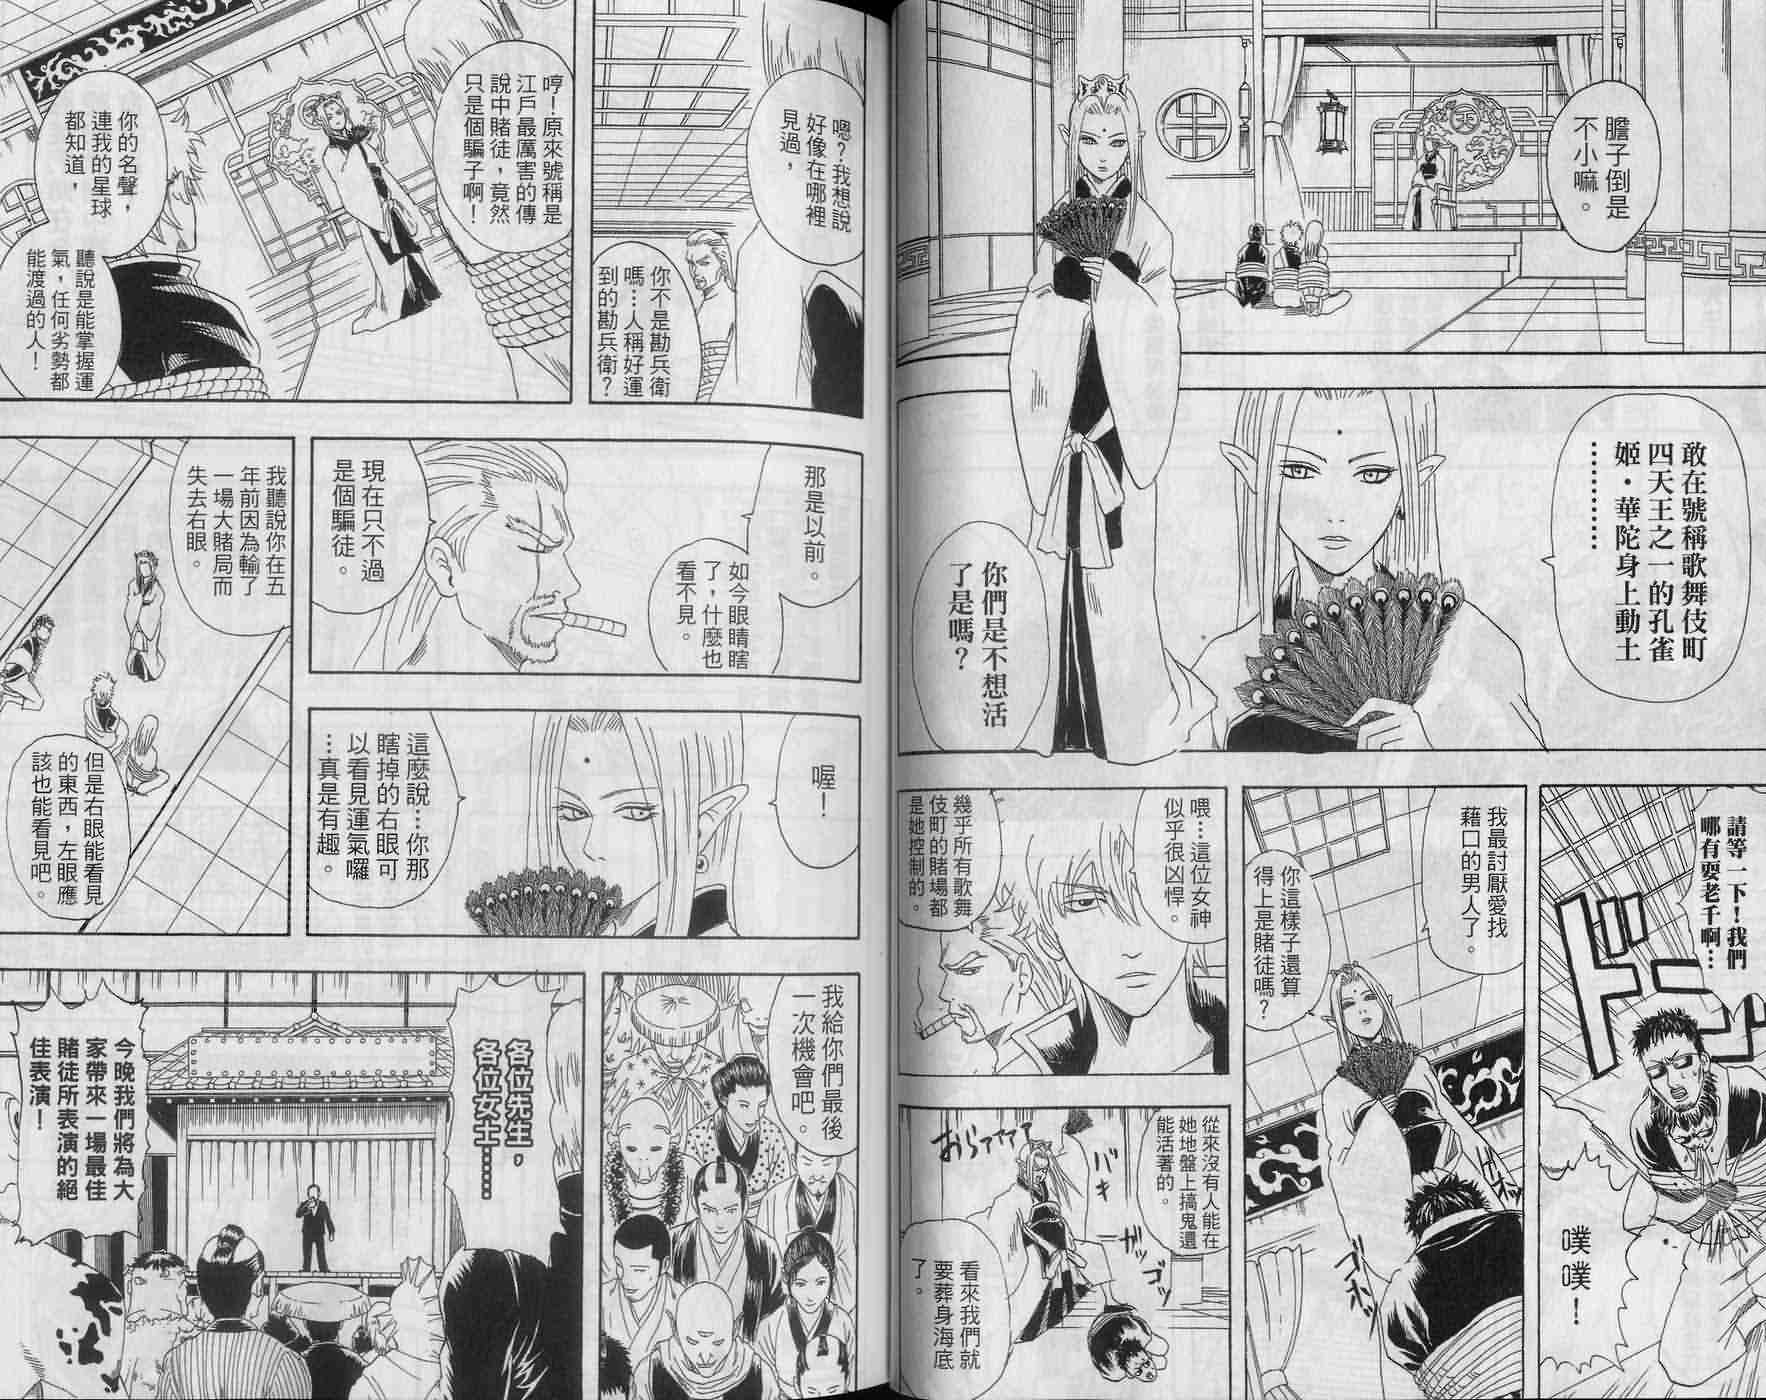 膽子倒是
不小嘛。
敢在號稱歌舞伎町
四天王之一的孔雀
姬・華陀身上動土
…………
你們是不想活
了是嗎?
請等一下!我們
哪有耍老千啊…
ドーン
噗噗!
我最討厭愛找
藉口的男人了。
你這樣子還算
得上是賭徒嗎?
喂…這位女神
似乎很凶悍。
幾乎所有歌舞
伎町的賭場都
是她控制的。
從來沒有人能在
她地盤上搞鬼還
能活著的。
おらァァァァ
バキ
ゴッ
ゴッ
看來我們就
要葬身海底
了。
嗯?我想說
好像在哪裡
見過,
你不是勘兵衛
嗎…人稱好運
到的勘兵衛?
哼!原來號稱是
江戶最厲害的傳
說中賭徒,竟然
只是個騙子啊!
你的名聲,
連我的星球
都知道,
聽說是能掌握運
氣,任何劣勢都
能渡過的人!
那是以前。
如今眼睛瞎
了,什麼也
看不見。
現在只不過
是個騙徒。
我聽說你在五
年前因為輸了
一場大賭局而
失去右眼。
但是右眼能看見
的東西,左眼應
該也能看見吧。
喔!
這麼說…你那
瞎掉的右眼可
以看見運氣囉
…真是有趣。
我給你們最後
一次機會吧。
各位先生,
各位女士……
今晚我們將為大
家帶來一場最佳
賭徒所表演的絕
佳表演!